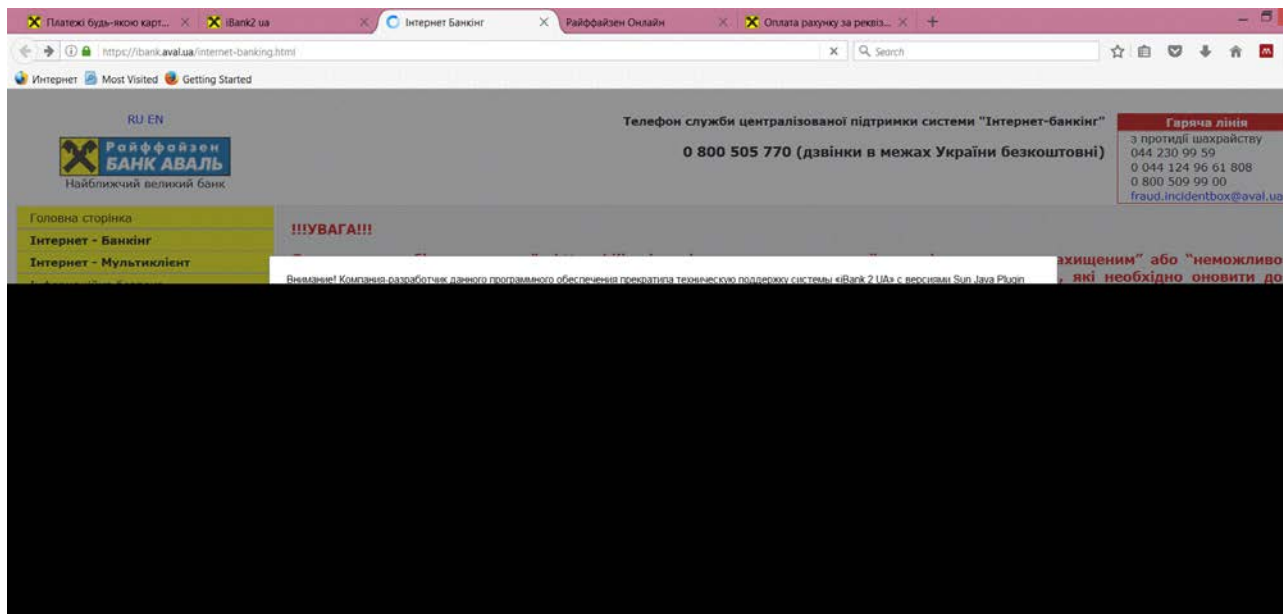 Платежі будь-якою карт...
iBank2 ua
Інтернет Банкінг
Райффайзен Онлайн
Оплата рахунку за реквіз...
https://ibank.aval.ua/internet-banking.html
Search
Интернет
Most Visited
Getting Started
RU EN
Райффайзен
БАНК АВАЛЬ
Найближчий великий банк
Телефон служби централізованої підтримки системи "Інтернет-банкінг"
0 800 505 770 (дзвінки в межах України безкоштовні)
Гаряча лінія
з протидії шахрайству
044 230 99 59
0 044 124 96 61 808
0 800 509 99 00
fraud.incidentbox@aval.ua
Головна сторінка
Інтернет - Банкінг
Інтернет - Мультиклієнт
!!!УВАГА!!!
ахищеним" або "неможливо
, які необхідно оновити до
Внимание! Компания-разработчик данного программного обеспечения прекратила техническую поддержку системы «iBank 2 UA» с версиями Sun Java Plugin